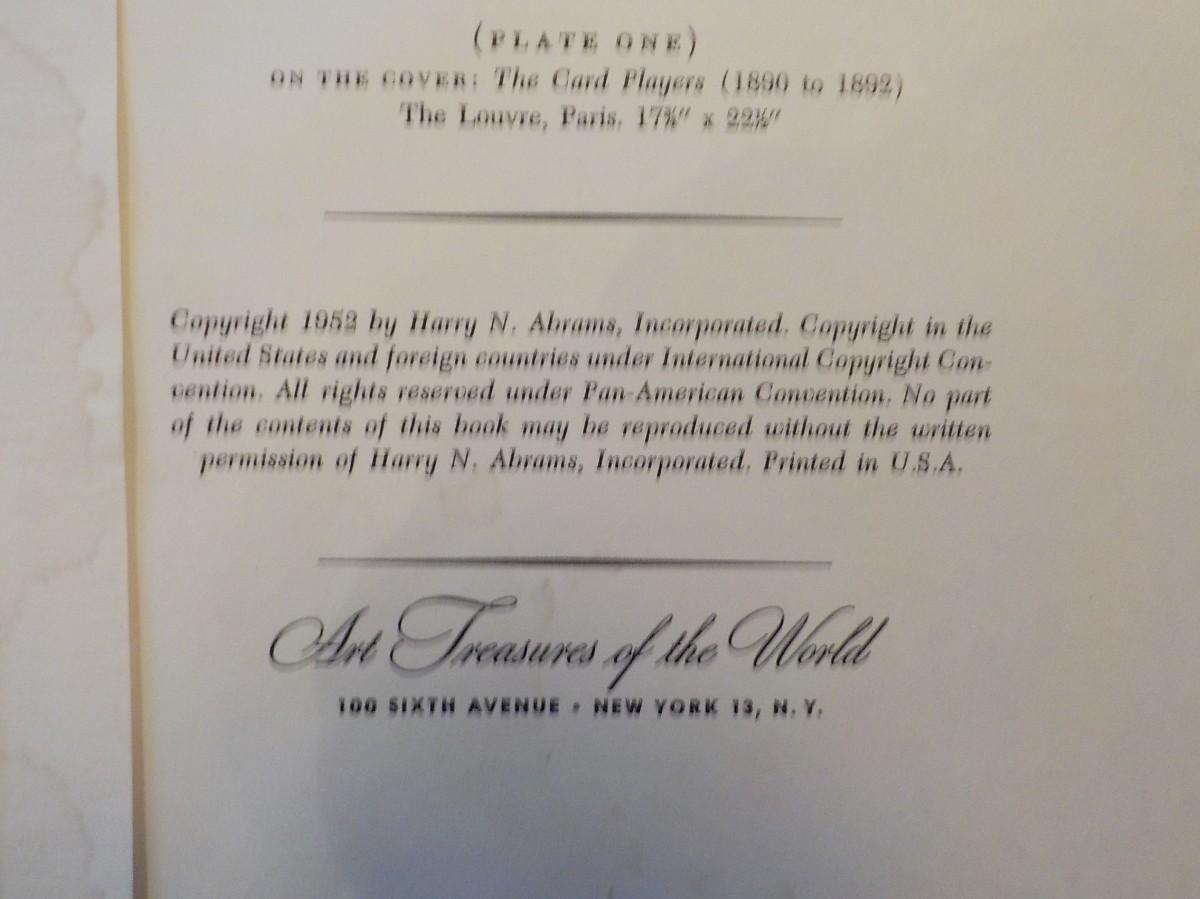 (PLATE ONE)
ON THE COVER: The Card Players (1890 to 1892)
The Louvre, Paris. 17¾″ x 22½″
Copyright 1952 by Harry N. Abrams, Incorporated. Copyright in the
United States and foreign countries under International Copyright Con-
vention. All rights reserved under Pan-American Convention. No part
of the contents of this book may be reproduced without the written
permission of Harry N. Abrams, Incorporated. Printed in U.S.A.
Art Treasures of the World
100 SIXTH AVENUE • NEW YORK 13, N. Y.